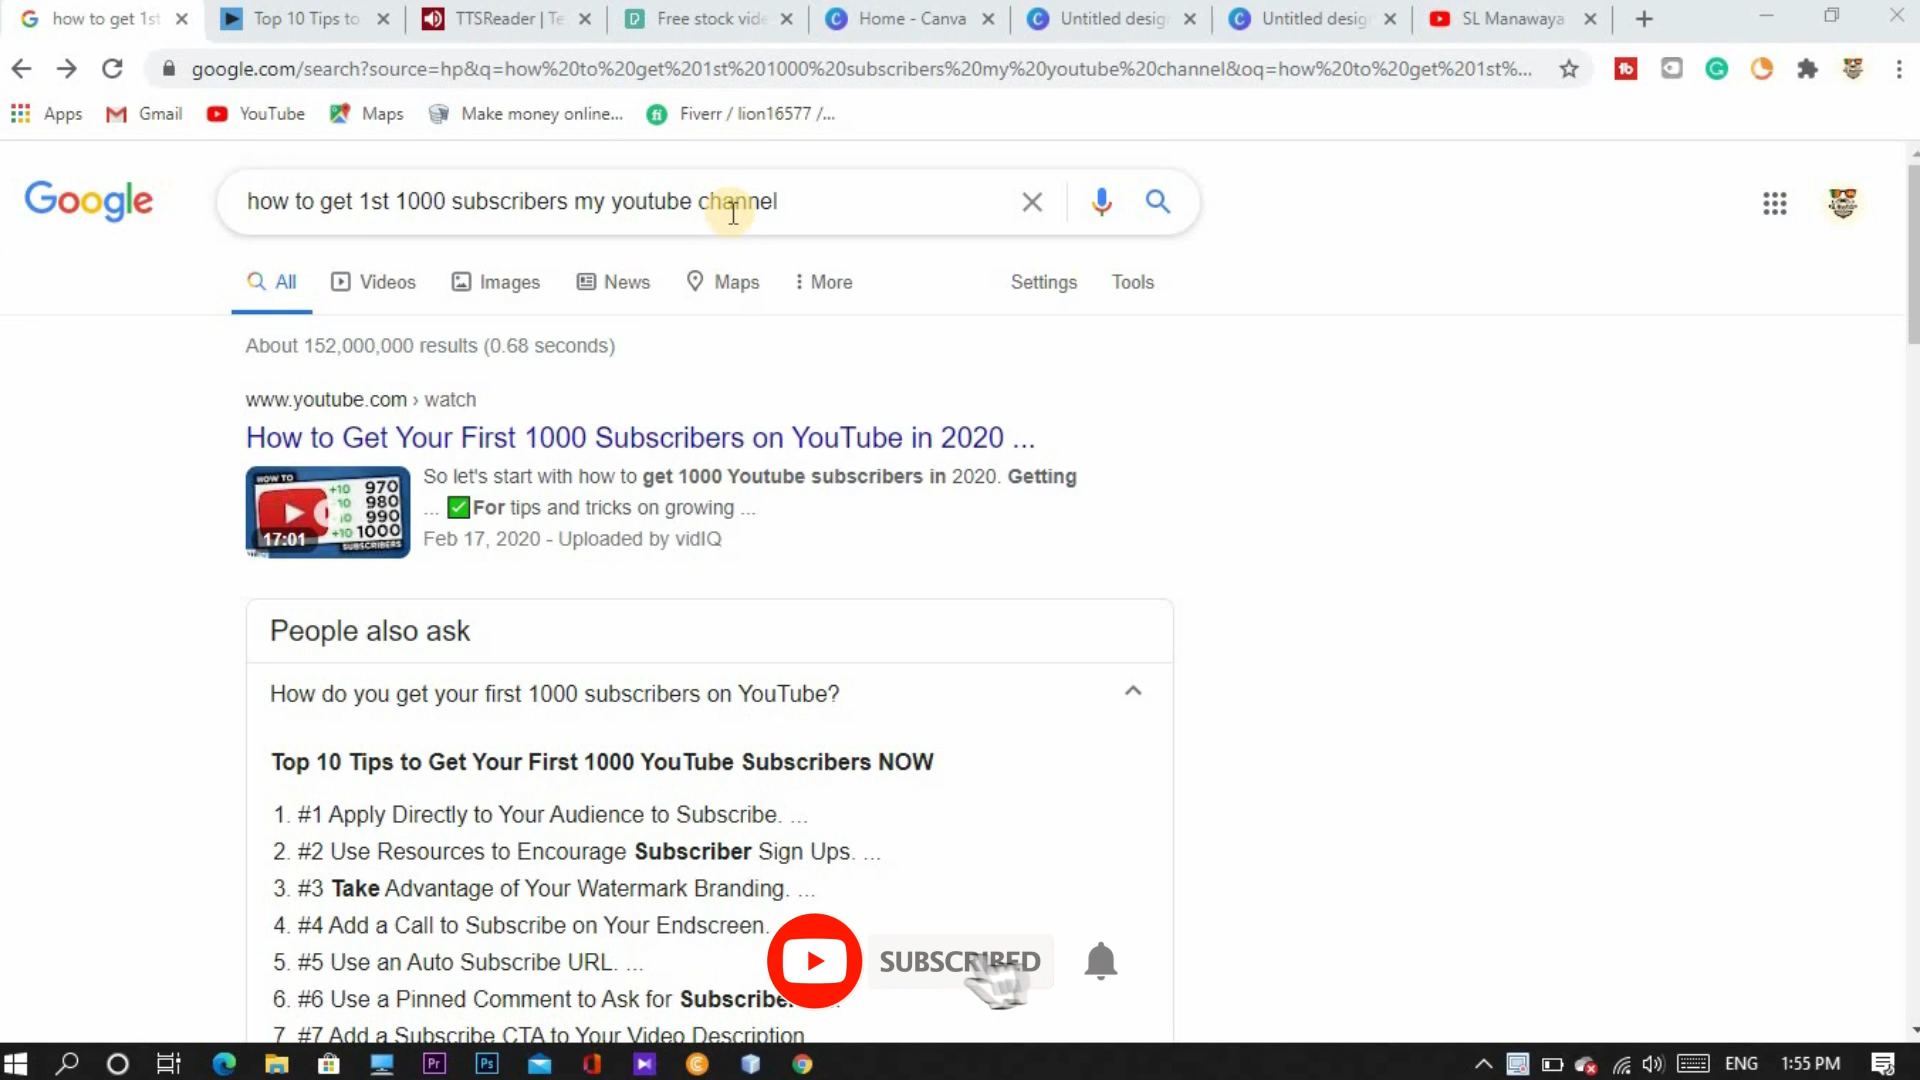 how to get 1st
Top 10 Tips to
TTSReader | Te
Free stock vide
Home - Canva
Untitled desig
Untitled desig
SL Manawaya
google.com/search?source=hp&q=how%20to%20get%201st%201000%20subscribers%20my%20youtube%20channel&oq=how%20to%20get%201st%...
Apps
Gmail
YouTube
Maps
Make money online...
Fiverr / lion16577 /...
Google
how to get 1st 1000 subscribers my youtube channel
All
Videos
Images
News
Maps
More
Settings
Tools
About 152,000,000 results (0.68 seconds)
www.youtube.com › watch
How to Get Your First 1000 Subscribers on YouTube in 2020 ...
HOW TO
+10 970
980
990
+10 1000
SUBSCRIBERS
17:01
So let's start with how to get 1000 Youtube subscribers in 2020. Getting
... ✅For tips and tricks on growing ...
Feb 17, 2020 - Uploaded by vidIQ
People also ask
How do you get your first 1000 subscribers on YouTube?
Top 10 Tips to Get Your First 1000 YouTube Subscribers NOW
1. #1 Apply Directly to Your Audience to Subscribe. ...
2. #2 Use Resources to Encourage Subscriber Sign Ups. ...
3. #3 Take Advantage of Your Watermark Branding. ...
4. #4 Add a Call to Subscribe on Your Endscreen.
5. #5 Use an Auto Subscribe URL. ...
6. #6 Use a Pinned Comment to Ask for Subscribe
7. #7 Add a Subscribe CTA to Your Video Description
SUBSCRIBED
Pr
Ps
ENG
1:55 PM